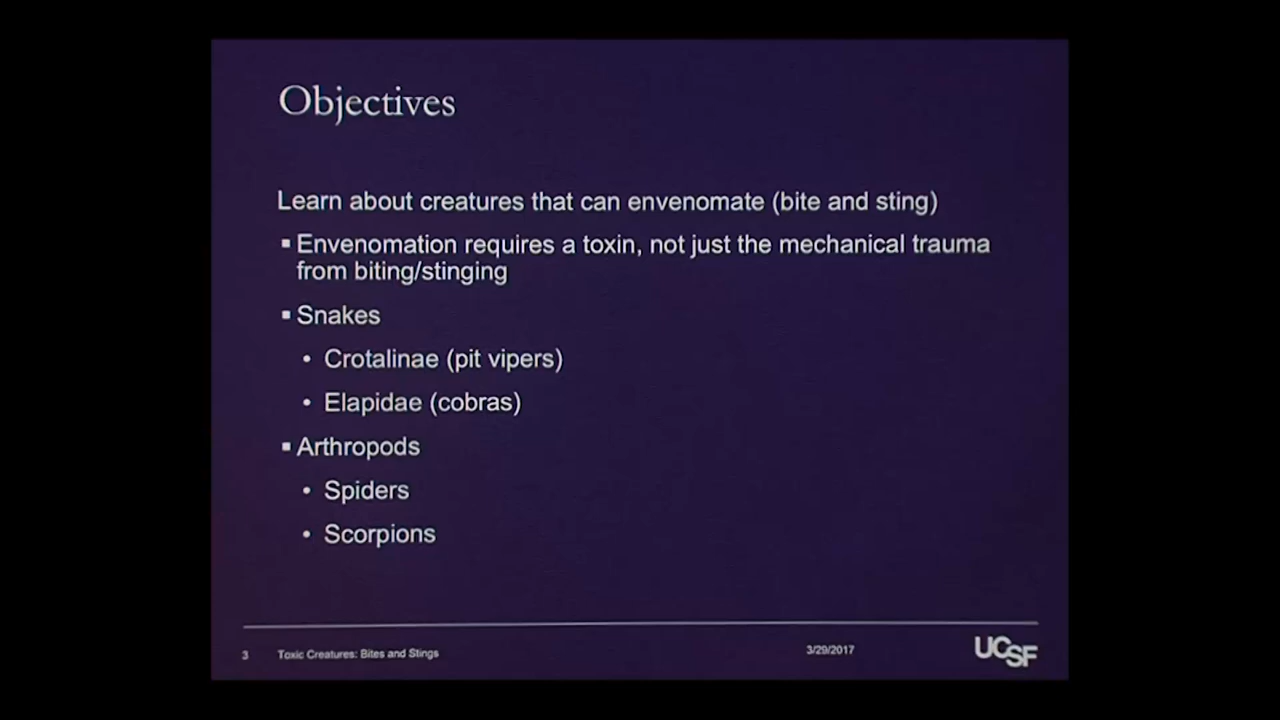 Objectives
Learn about creatures that can envenomate (bite and sting)
▪ Envenomation requires a toxin, not just the mechanical trauma
from biting/stinging
▪ Snakes
• Crotalinae (pit vipers)
• Elapidae (cobras)
▪ Arthropods
• Spiders
• Scorpions
3 Toxic Creatures: Bites and Stings 3/29/2017 UCSF